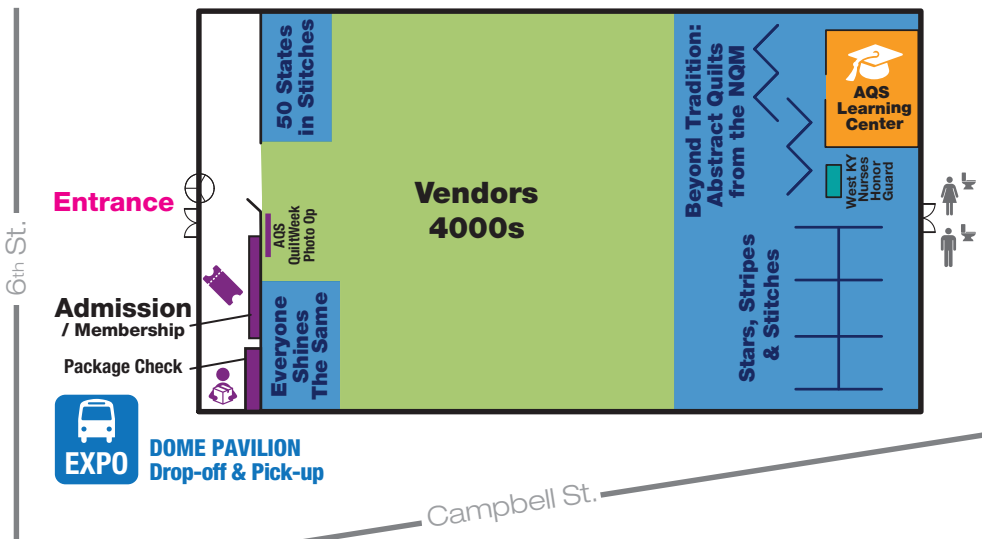 6th St.
Entrance
Admission
/ Membership
Package Check
50 States
in Stitches
AQS
QuiltWeek
Photo Op
Everyone
Shines
The Same
Vendors
4000s
Beyond Tradition:
Abstract Quilts
from the NQM
AQS
Learning
Center
West KY
Nurses
Honor
Guard
Stars, Stripes
& Stitches
EXPO
DOME PAVILION
Drop-off & Pick-up
Campbell St.